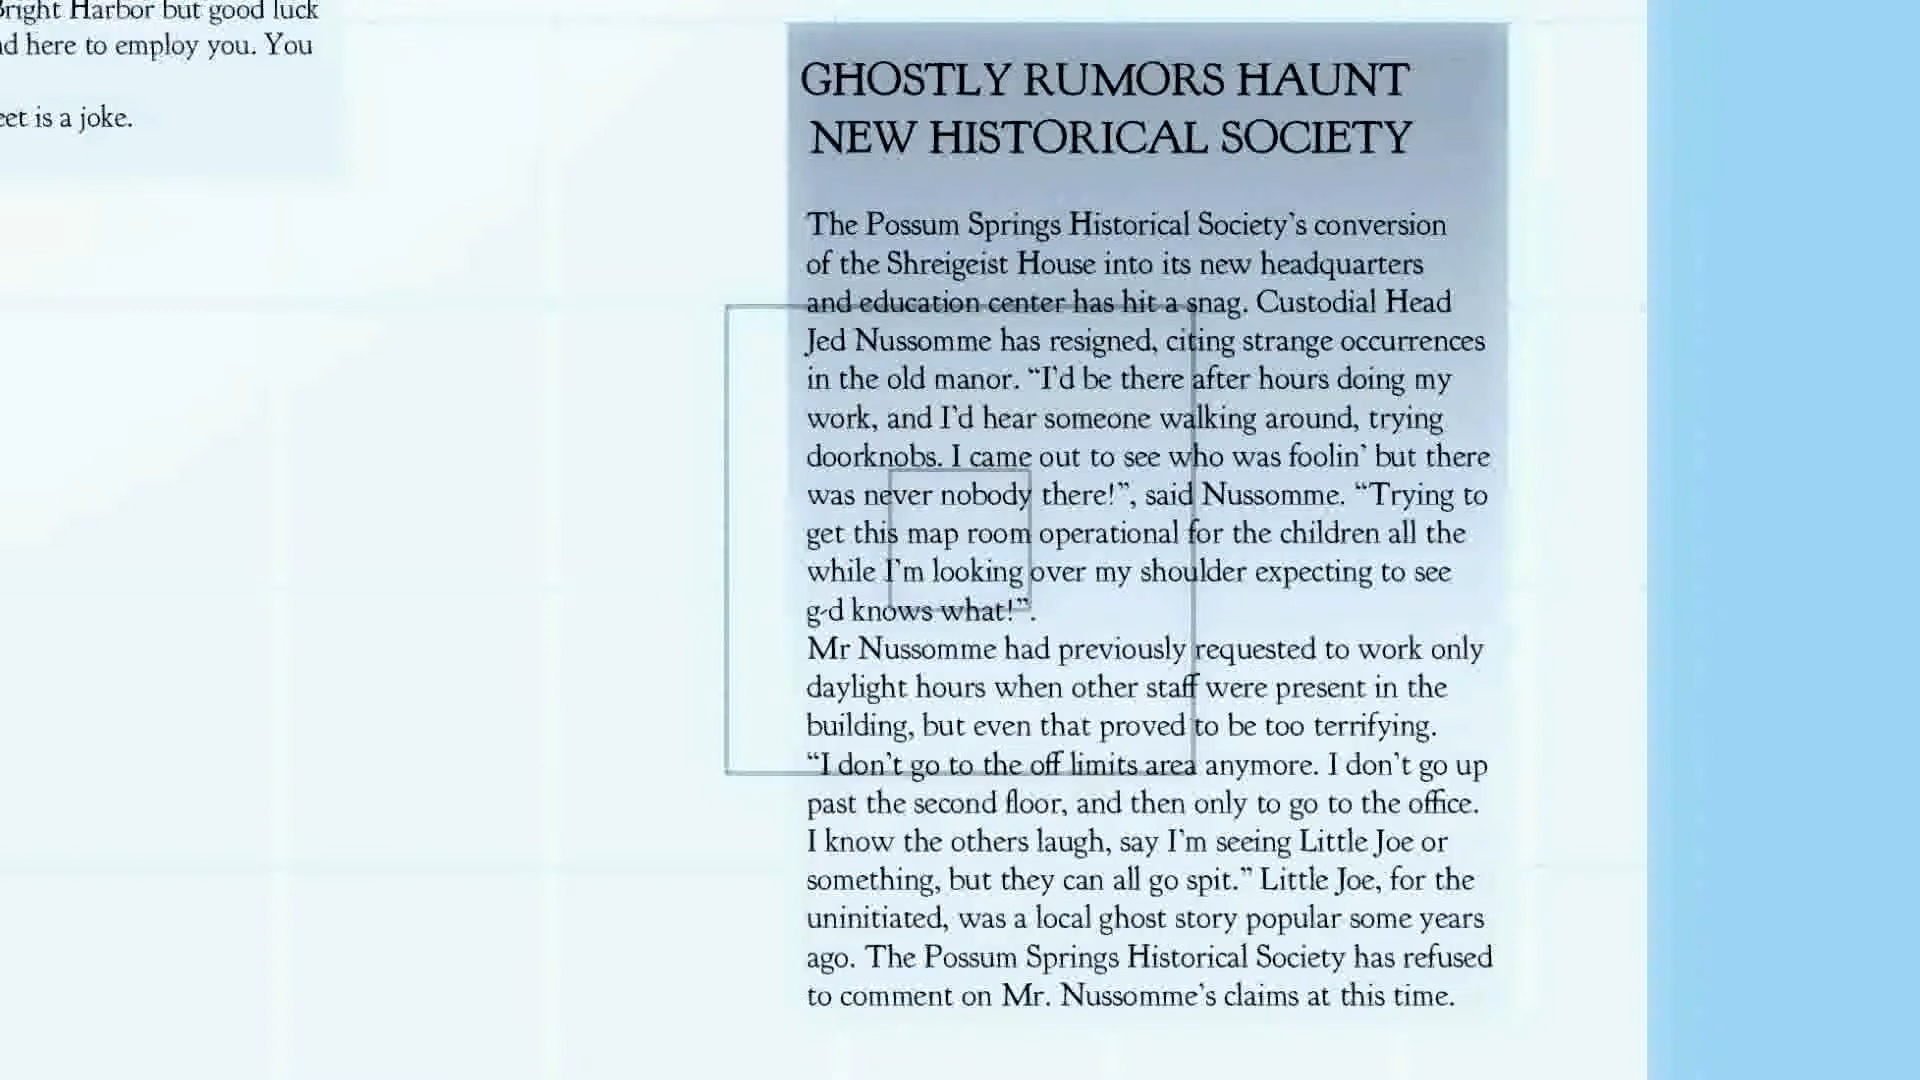 right Harbor but good luck
d here to employ you. You
eet is a joke.
GHOSTLY RUMORS HAUNT
NEW HISTORICAL SOCIETY
The Possum Springs Historical Society's conversion
of the Shreigeist House into its new headquarters
and education center has hit a snag. Custodial Head
Jed Nussomme has resigned, citing strange occurrences
in the old manor. “I'd be there after hours doing my
work, and I'd hear someone walking around, trying
doorknobs. I came out to see who was foolin` but there
was never nobody there!”, said Nussomme. “Trying to
get this map room operational for the children all the
while I'm looking over my shoulder expecting to see
g-d knows what!”.
Mr Nussomme had previously requested to work only
daylight hours when other staff were present in the
building, but even that proved to be too terrifying.
“I don't go to the off limits area anymore. I don't go up
past the second floor, and then only to go to the office.
I know the others laugh, say I'm seeing Little Joe or
something, but they can all go spit.” Little Joe, for the
uninitiated, was a local ghost story popular some years
ago. The Possum Springs Historical Society has refused
to comment on Mr. Nussomme's claims at this time.